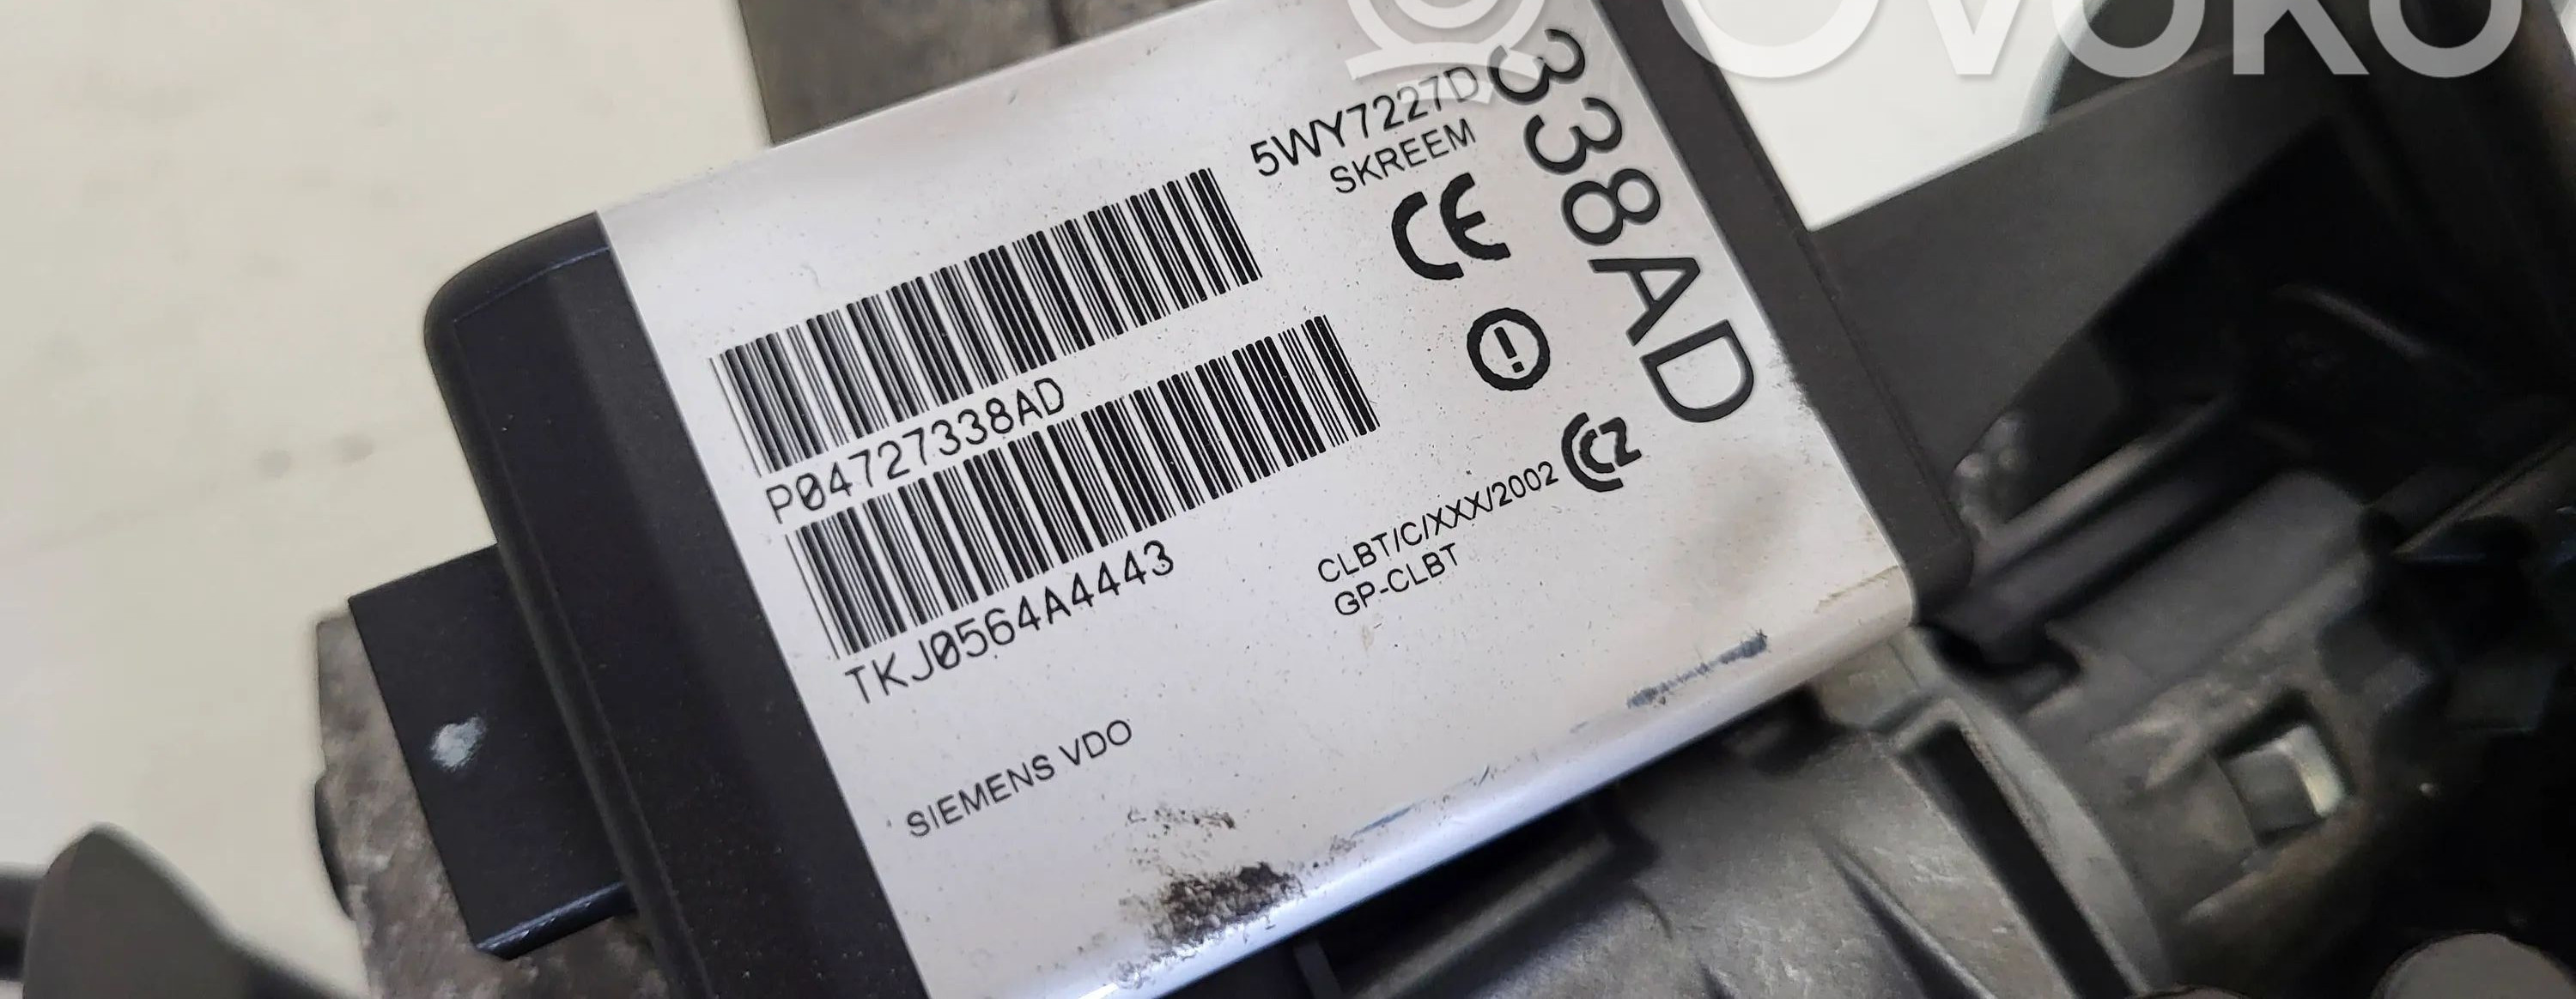 OVOKO
5WY7227D
SKREEM
338AD
P04727338AD
TKJ0564A4443
CLBT/C/XXX/2002
GP-CLBT
SIEMENS VDO